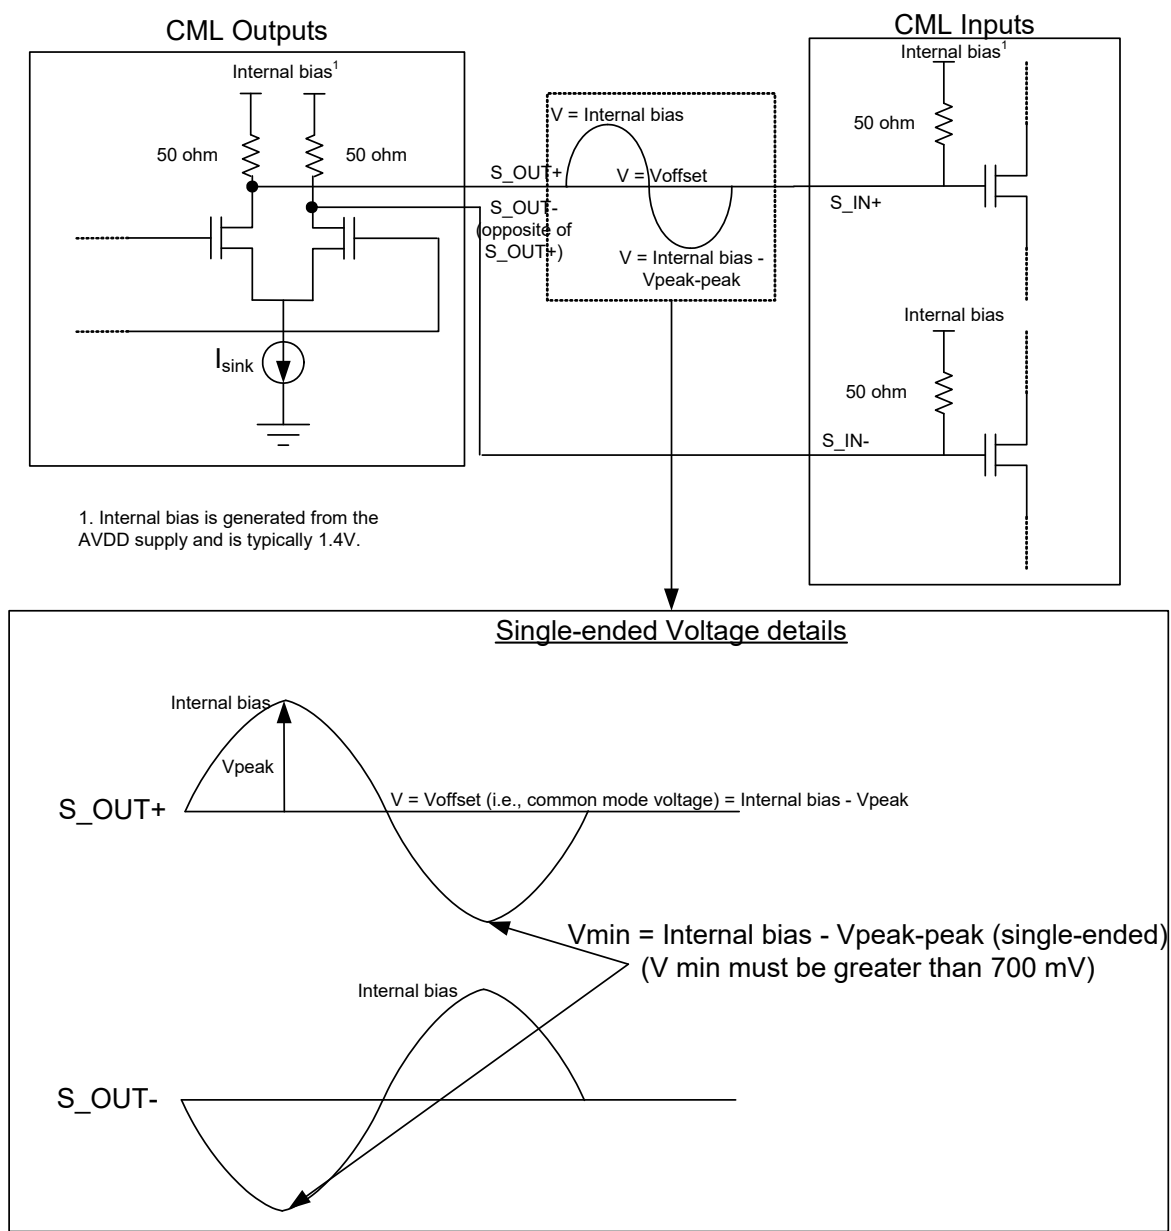 CML Outputs
CML Inputs
Internal bias1
Internal bias1
50 ohm
50 ohm
V = Internal bias
50 ohm
S_OUT+
V = Voffset
S_IN+
S_OUT-
(opposite of
S_OUT+)
V = Internal bias -
Vpeak-peak
Internal bias
Isink
50 ohm
S_IN-
1. Internal bias is generated from the
AVDD supply and is typically 1.4V.
Single-ended Voltage details
Internal bias
Vpeak
V = Voffset (i.e., common mode voltage) = Internal bias - Vpeak
S_OUT+
Vmin = Internal bias - Vpeak-peak (single-ended)
(V min must be greater than 700 mV)
Internal bias
S_OUT-